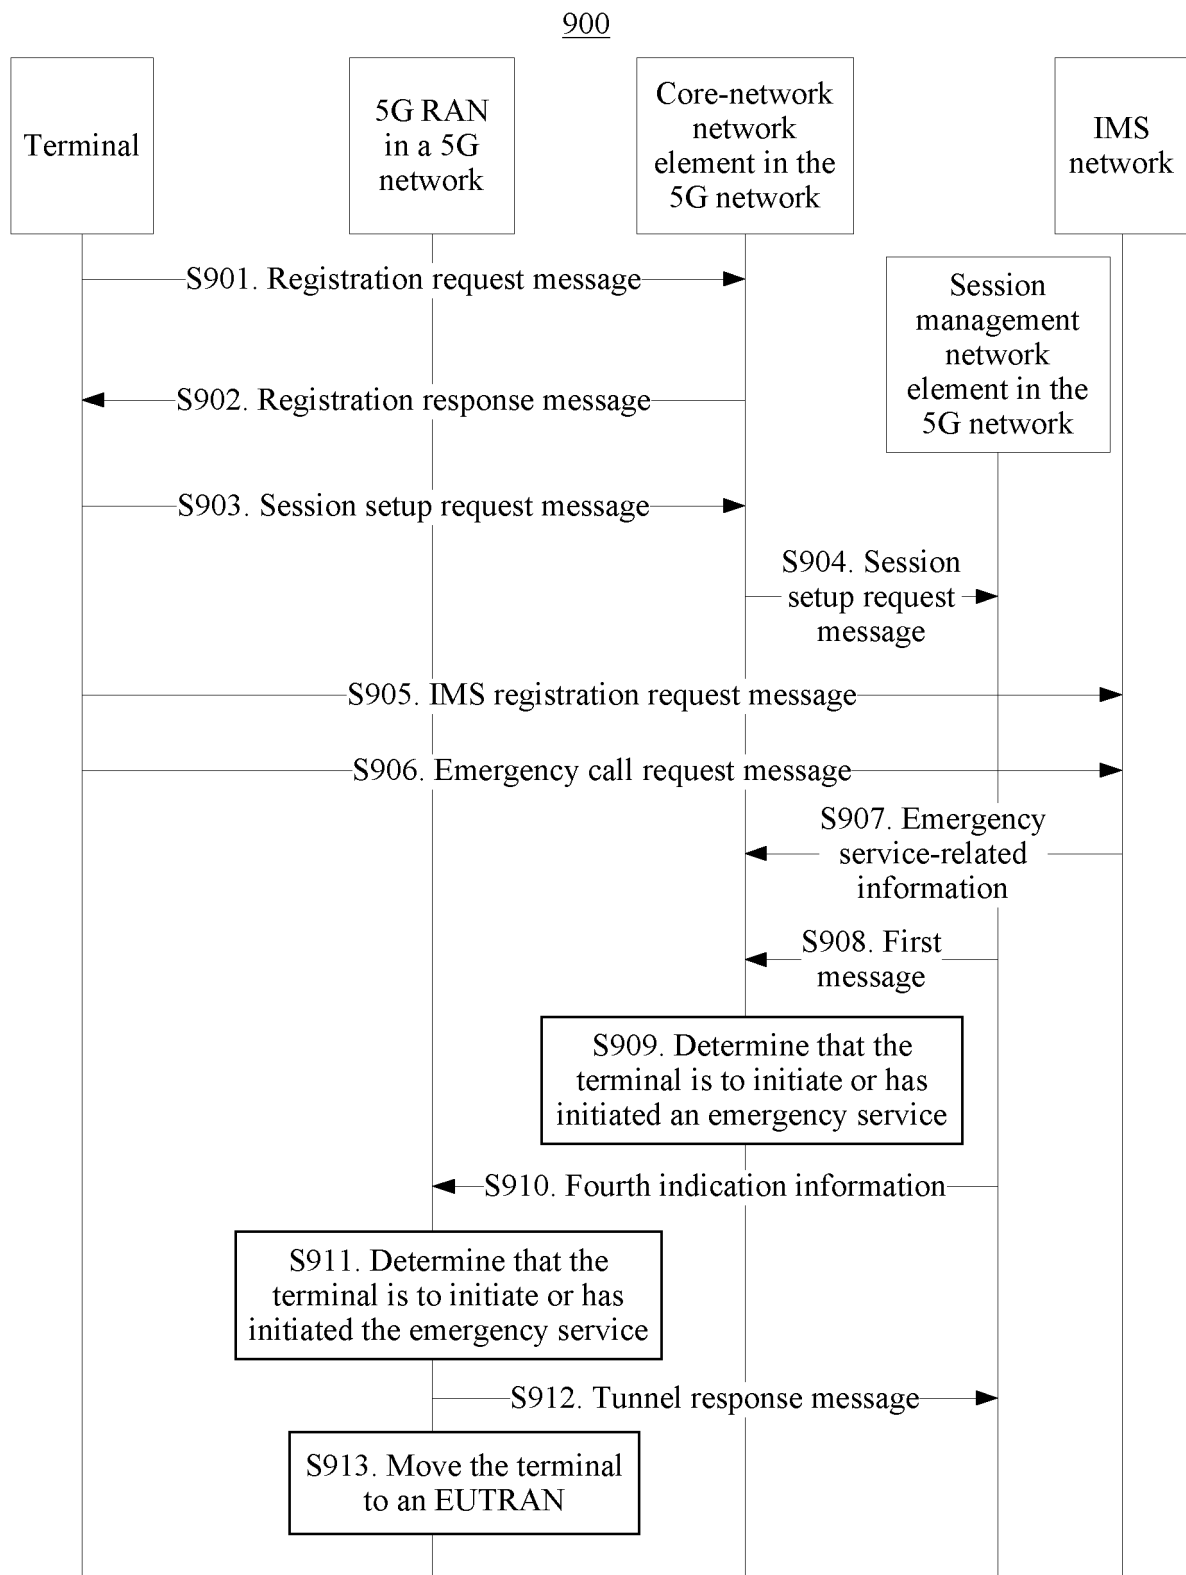 900
Terminal
5G RAN
in a 5G
network
Core-network
network
element in the
5G network
IMS
network
S901. Registration request message
Session
management
network
element in the
5G network
S902. Registration response message
S903. Session setup request message
S904. Session
setup request
message
S905. IMS registration request message
S906. Emergency call request message
S907. Emergency
service-related
information
S908. First
message
S909. Determine that the
terminal is to initiate or has
initiated an emergency service
S910. Fourth indication information
S911. Determine that the
terminal is to initiate or has
initiated the emergency service
S912. Tunnel response message
S913. Move the terminal
to an EUTRAN